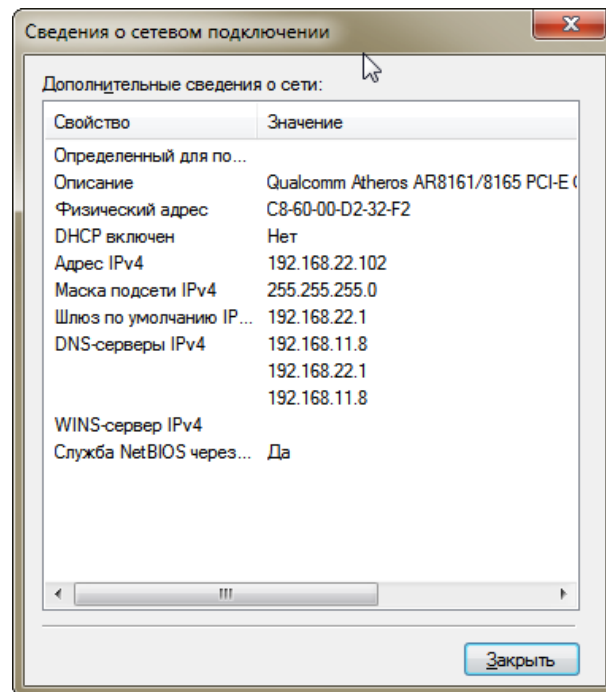 Сведения о сетевом подключении
Дополнительные сведения о сети:
Свойство Значение
Определенный для по...
Описание Qualcomm Atheros AR8161/8165 PCI-E
Физический адрес C8-60-00-D2-32-F2
DHCP включен Нет
Адрес IPv4 192.168.22.102
Маска подсети IPv4 255.255.255.0
Шлюз по умолчанию IP... 192.168.22.1
DNS-серверы IPv4 192.168.11.8
192.168.22.1
192.168.11.8
WINS-сервер IPv4
Служба NetBIOS через... Да
Закрыть